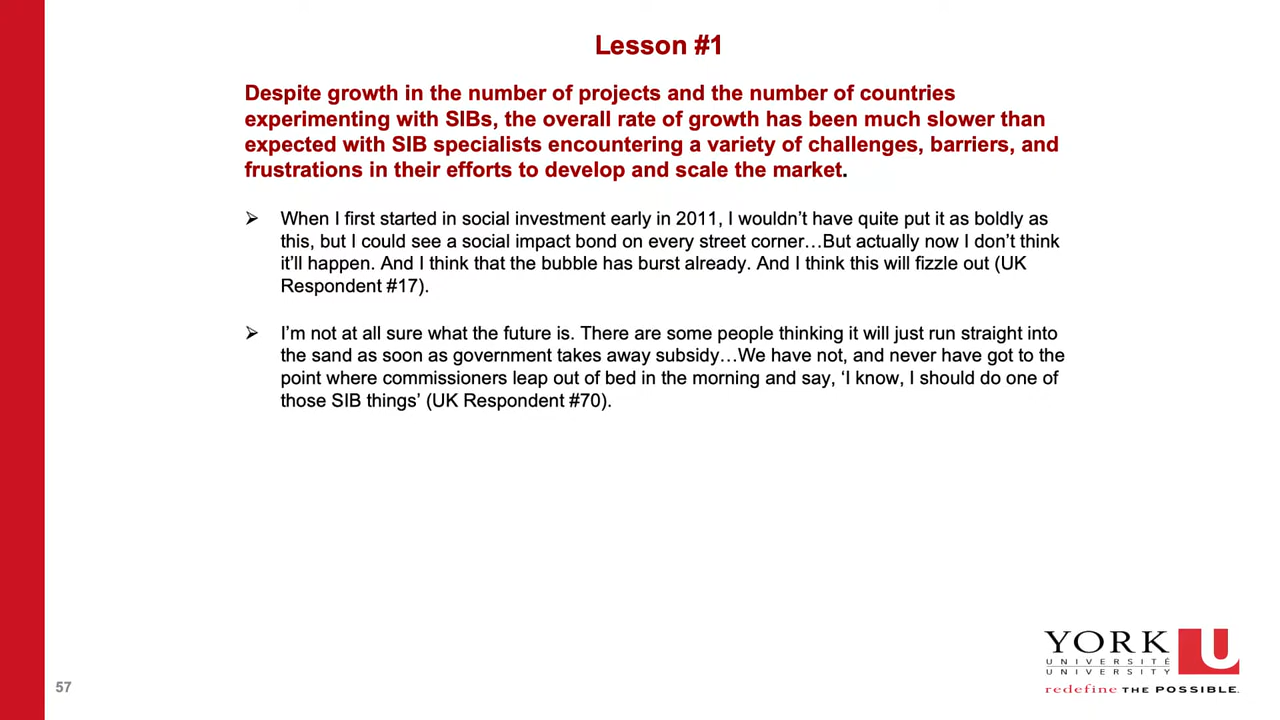 Lesson #1
Despite growth in the number of projects and the number of countries
experimenting with SIBs, the overall rate of growth has been much slower than
expected with SIB specialists encountering a variety of challenges, barriers, and
frustrations in their efforts to develop and scale the market.
➢ When I first started in social investment early in 2011, I wouldn’t have quite put it as boldly as
this, but I could see a social impact bond on every street corner…But actually now I don’t think
it’ll happen. And I think that the bubble has burst already. And I think this will fizzle out (UK
Respondent #17).
➢ I’m not at all sure what the future is. There are some people thinking it will just run straight into
the sand as soon as government takes away subsidy…We have not, and never have got to the
point where commissioners leap out of bed in the morning and say, ‘I know, I should do one of
those SIB things’ (UK Respondent #70).
YORK U
UNIVERSITÉ
UNIVERSITY
redefine THE POSSIBLE.
57